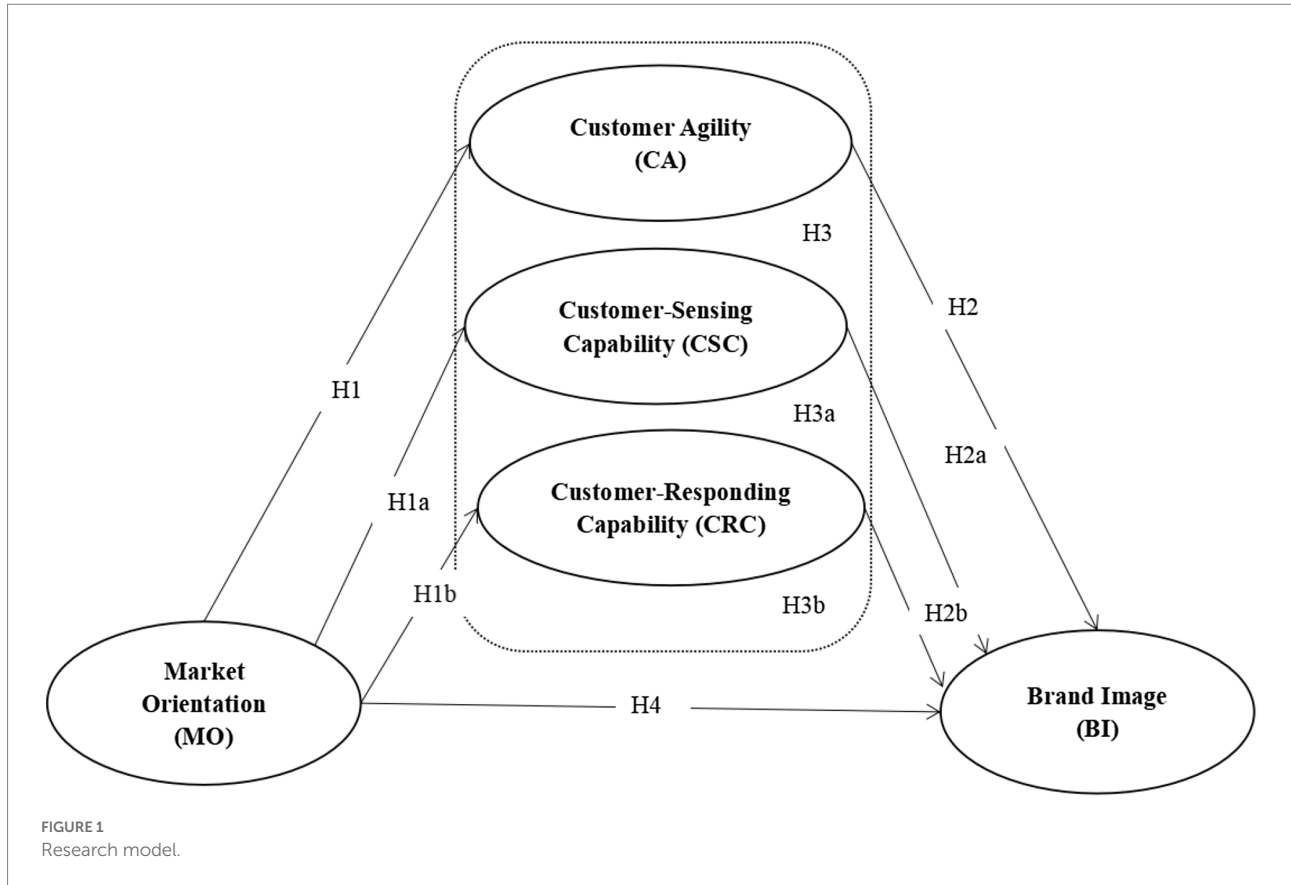 Customer Agility
(CA)
H3
Customer-Sensing
Capability (CSC)
H2
H1
H3a
H2a
Customer-Responding
Capability (CRC)
H1a
H1b
H3b
H2b
Market
Orientation
(MO)
H4
Brand Image
(BI)
FIGURE 1
Research model.